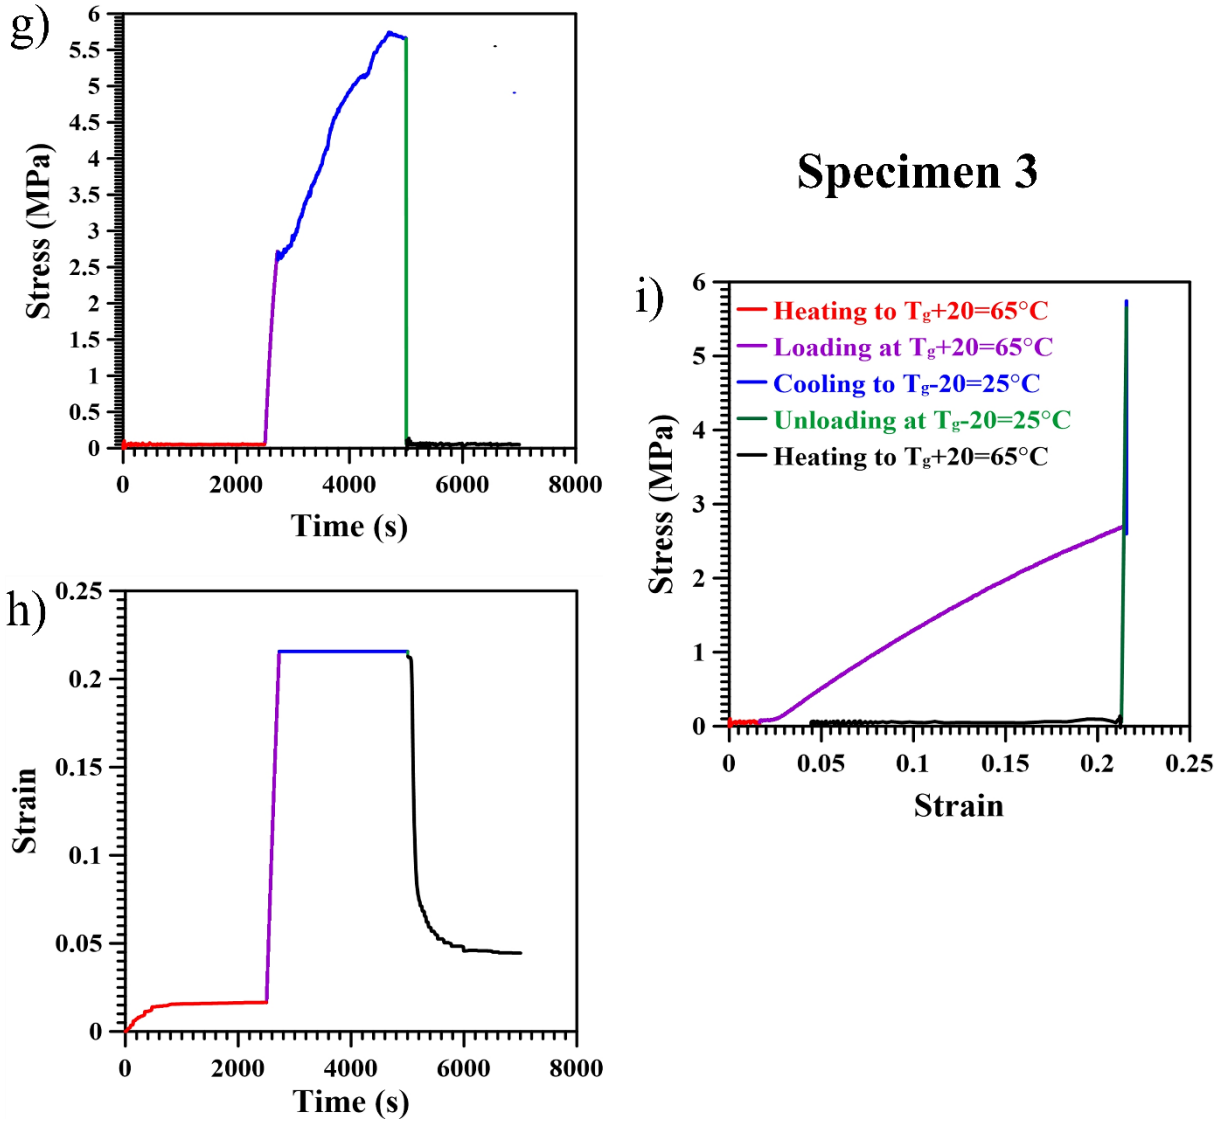 g)
6
5.5
5
4.5
4
3.5
3
2.5
2
1.5
1
0.5
0
Stress (MPa)
0 2000 4000 6000 8000
Time (s)
Specimen 3
i)
6
5
4
3
2
1
0
Stress (MPa)
Heating to Tg+20=65°C
Loading at Tg+20=65°C
Cooling to Tg-20=25°C
Unloading at Tg-20=25°C
Heating to Tg+20=65°C
0 0.05 0.1 0.15 0.2 0.25
Strain
h)
0.25
0.2
0.15
0.1
0.05
0
Strain
0 2000 4000 6000 8000
Time (s)